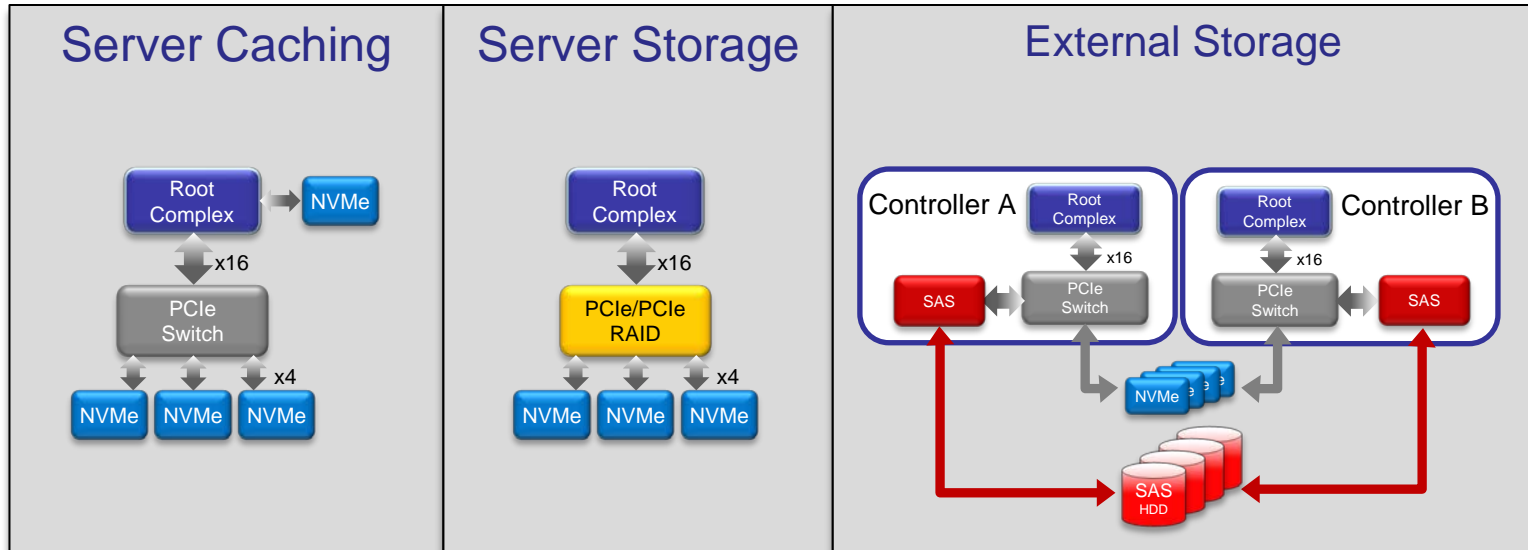 Server Caching
Root
Complex
NVMe
x16
PCIe
Switch
x4
NVMe
NVMe
NVMe
Server Storage
Root
Complex
x16
PCIe/PCIe
RAID
x4
NVMe
NVMe
NVMe
External Storage
Controller A
Root
Complex
x16
SAS
PCIe
Switch
Controller B
Root
Complex
x16
PCIe
Switch
SAS
NVMe
SAS
HDD